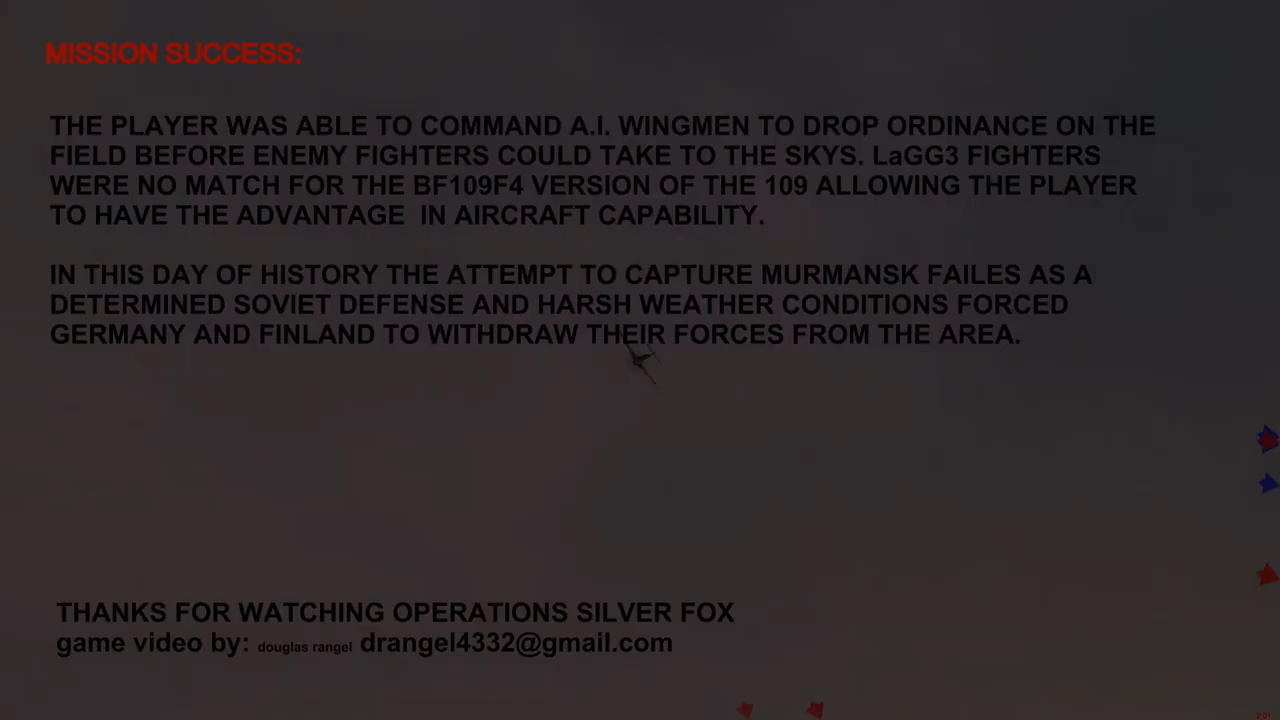 MISSION SUCCESS:
THE PLAYER WAS ABLE TO COMMAND A.I. WINGMEN TO DROP ORDINANCE ON THE
FIELD BEFORE ENEMY FIGHTERS COULD TAKE TO THE SKYS. LaGG3 FIGHTERS
WERE NO MATCH FOR THE BF109F4 VERSION OF THE 109 ALLOWING THE PLAYER
TO HAVE THE ADVANTAGE IN AIRCRAFT CAPABILITY.
IN THIS DAY OF HISTORY THE ATTEMPT TO CAPTURE MURMANSK FAILES AS A
DETERMINED SOVIET DEFENSE AND HARSH WEATHER CONDITIONS FORCED
GERMANY AND FINLAND TO WITHDRAW THEIR FORCES FROM THE AREA.
THANKS FOR WATCHING OPERATIONS SILVER FOX
game video by: douglas rangel drangel4332@gmail.com